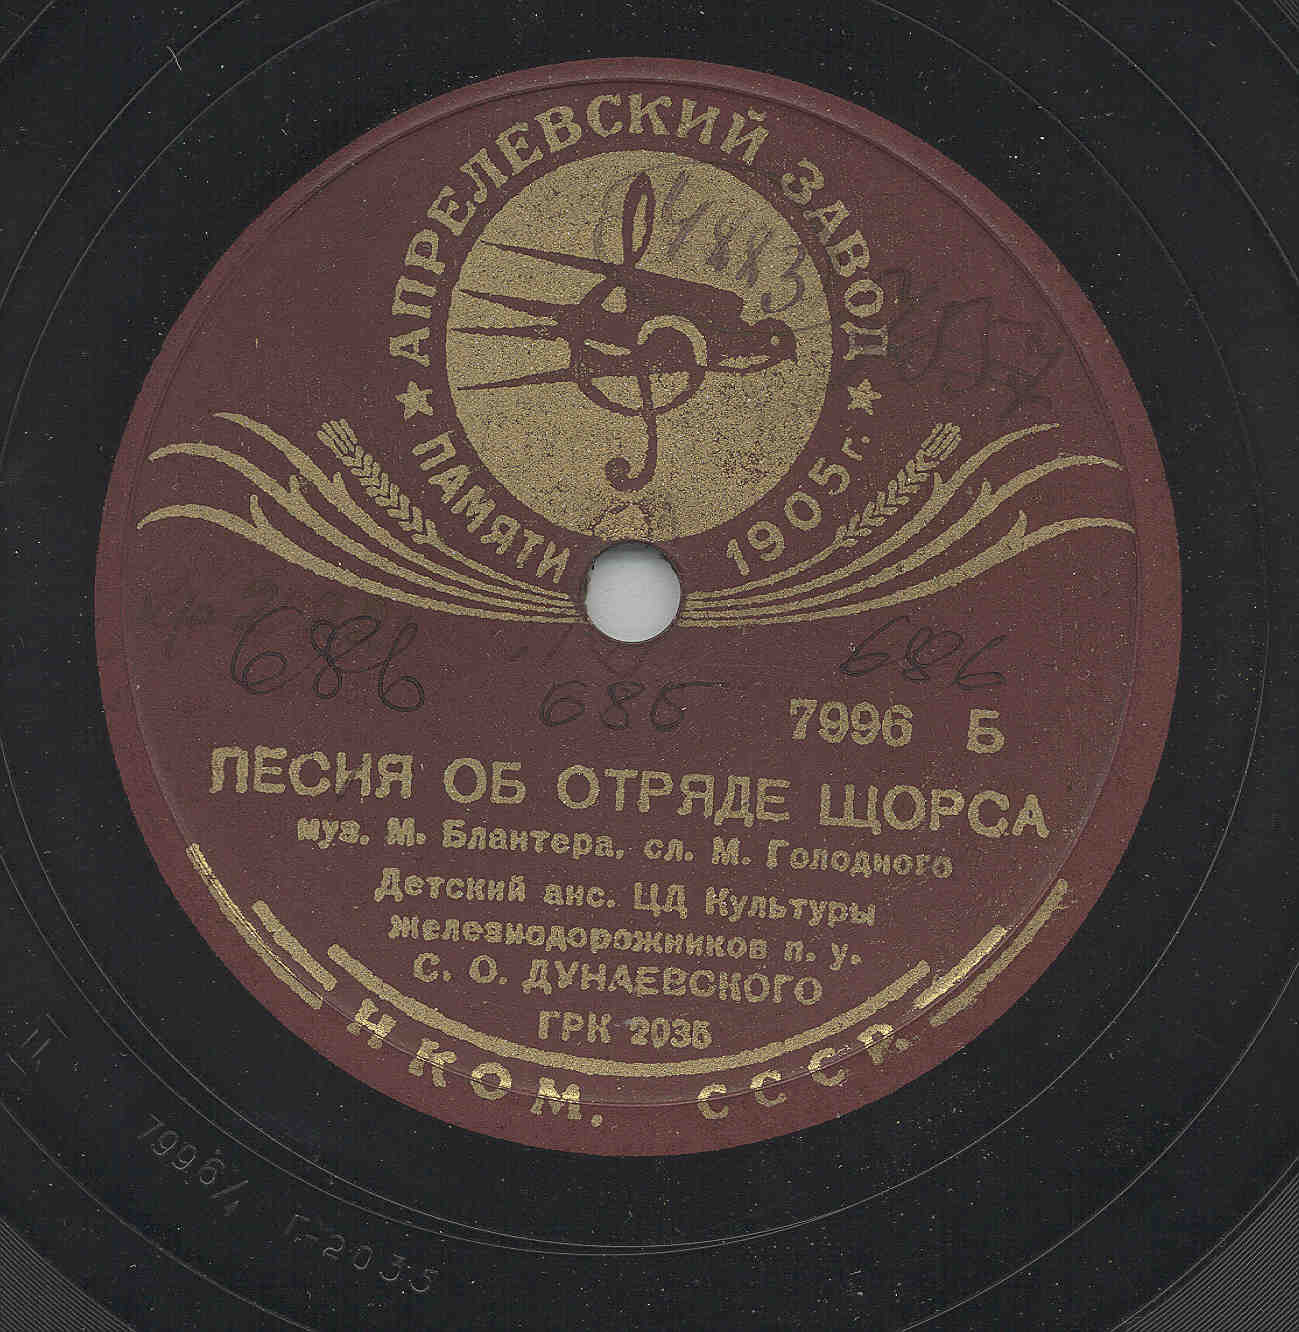 АПРЕЛЕВСКИЙ ЗАВОД
★ ПАМЯТИ 1905 г. ★
686
686
685
7996 Б
ПЕСНЯ ОБ ОТРЯДЕ ЩОРСА
муз. М. Блантера, сл. М. Голодного
Детский анс. ЦД Культуры
железнодорожников п. у.
С. О. ДУНАЕВСКОГО
ГРК 2035
НКОМ. СССР.
7996/1 Г-2035